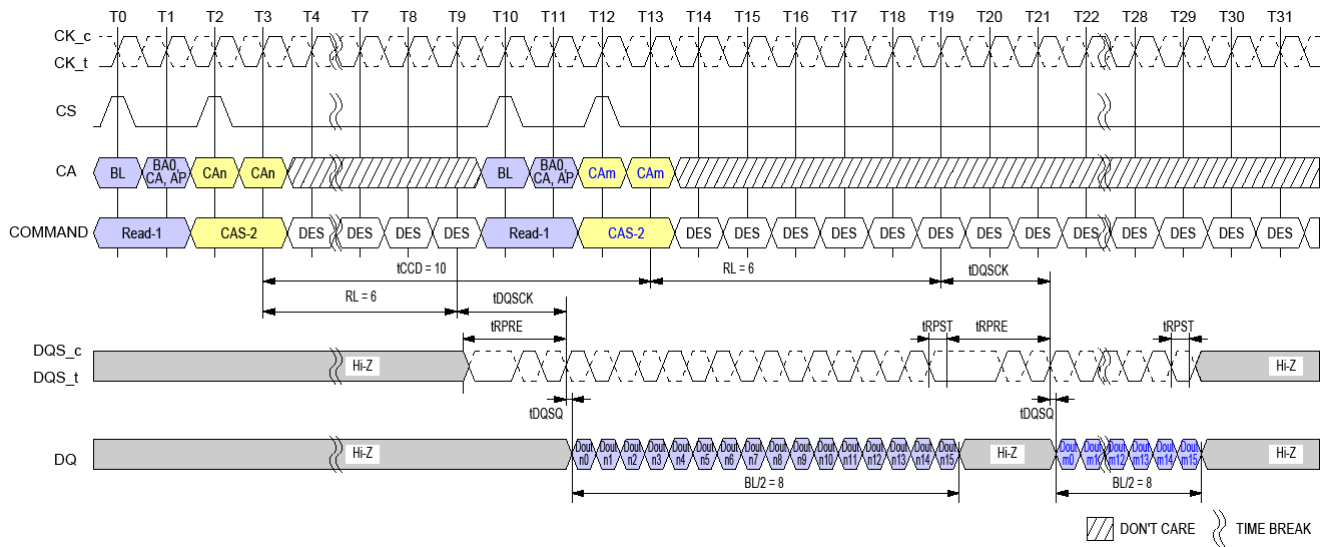 T0 T1 T2 T3 T4 T7 T8 T9 T10 T11 T12 T13 T14 T15 T16 T17 T18 T19 T20 T21 T22 T28 T29 T30 T31
CK_c
CK_t
CS
CA BL BA0, CA, AP CAn CAn BL BA0, CA, AP CAm CAm
COMMAND Read-1 CAS-2 DES DES DES DES Read-1 CAS-2 DES DES DES DES DES DES DES DES DES DES DES DES DES
tCCD = 10 RL = 6 tDQSCK
RL = 6 tDQSCK
tRPRE tRPST tRPRE tRPST
DQS_c
DQS_t
Hi-Z Hi-Z
tDQSQ tDQSQ
DQ Hi-Z Dout n0 Dout n1 Dout n2 Dout n3 Dout n4 Dout n5 Dout n6 Dout n7 Dout n8 Dout n9 Dout n10 Dout n11 Dout n12 Dout n13 Dout n14 Dout n15 Hi-Z Dout m0 Dout m1 Dout m12 Dout m13 Dout m14 Dout m15 Hi-Z
BL/2 = 8 BL/2 = 8
DON'T CARE TIME BREAK